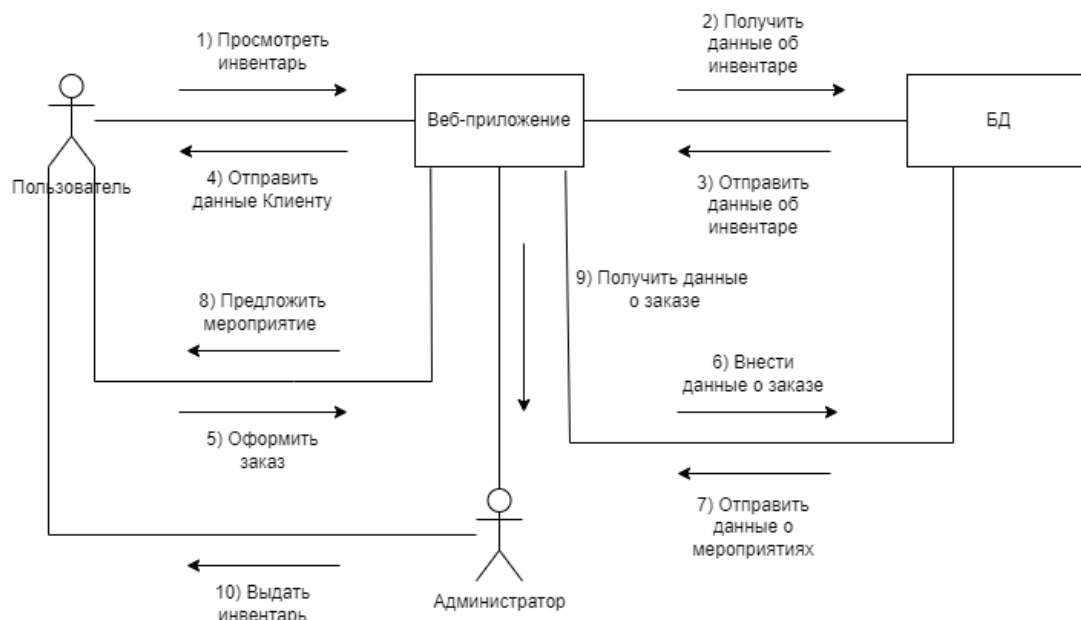 1) Просмотреть
инвентарь
2) Получить
данные об
инвентаре
Веб-приложение
БД
Пользователь
4) Отправить
данные Клиенту
3) Отправить
данные об
инвентаре
9) Получить данные
о заказе
8) Предложить
мероприятие
6) Внести
данные о заказе
5) Оформить
заказ
7) Отправить
данные о
мероприятиях
10) Выдать
инвентарь
Администратор